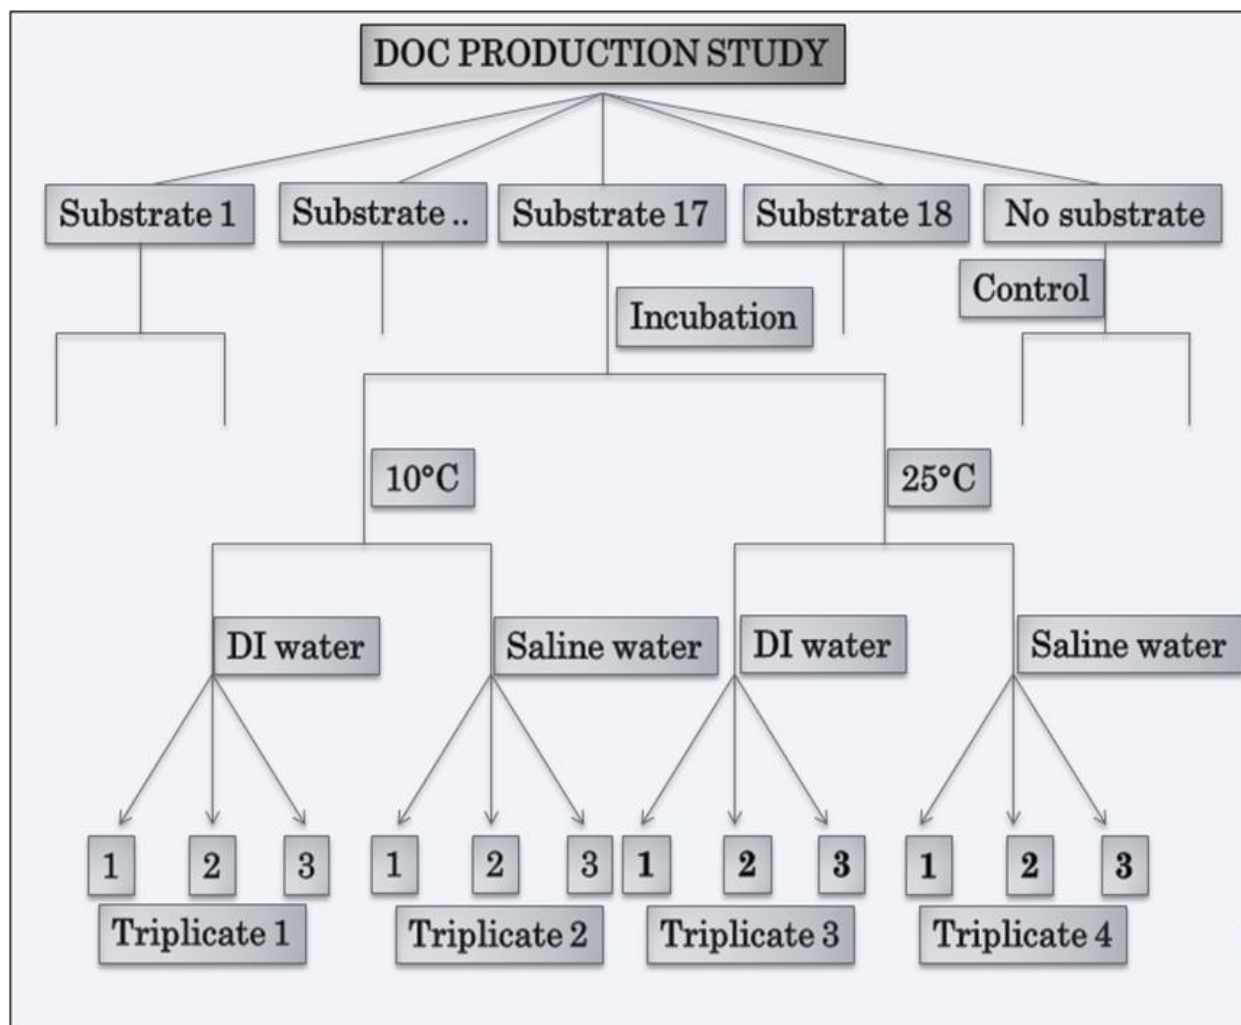 DOC PRODUCTION STUDY
Substrate 1
Substrate ..
Substrate 17
Substrate 18
No substrate
Incubation
Control
10°C
25°C
DI water
Saline water
DI water
Saline water
1
2
3
1
2
3
1
2
3
1
2
3
Triplicate 1
Triplicate 2
Triplicate 3
Triplicate 4